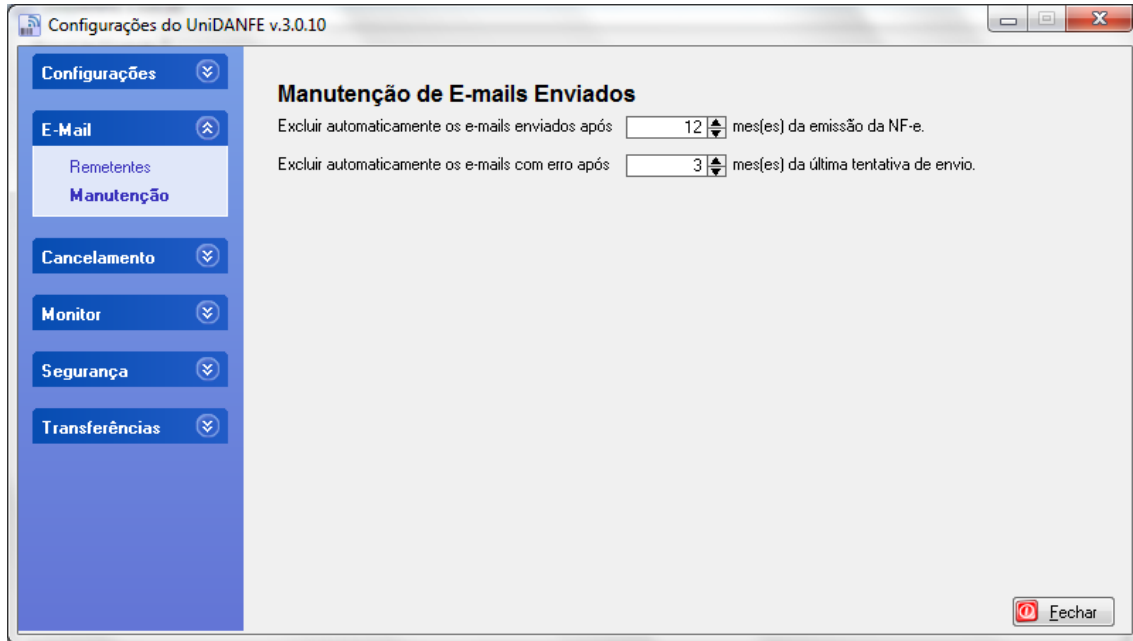 Configurações do UniDANFE v.3.0.10
Configurações
E-Mail
Remetentes
Manutenção
Cancelamento
Monitor
Segurança
Transferências
Manutenção de E-mails Enviados
Excluir automaticamente os e-mails enviados após 12 mes(es) da emissão da NF-e.
Excluir automaticamente os e-mails com erro após 3 mes(es) da última tentativa de envio.
Fechar